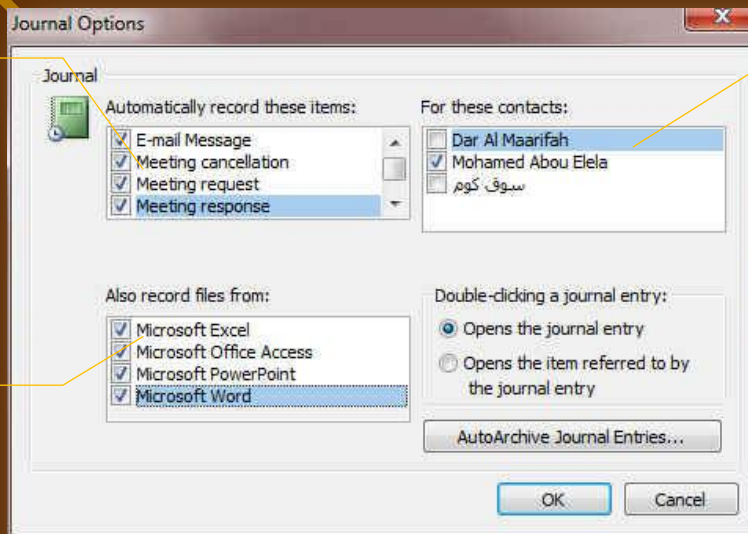 Journal Options
Journal
Automatically record these items:
E-mail Message
Meeting cancellation
Meeting request
Meeting response
For these contacts:
Dar Al Maarifah
Mohamed Abou Elela
سوق كوم
Also record files from:
Microsoft Excel
Microsoft Office Access
Microsoft PowerPoint
Microsoft Word
Double-clicking a journal entry:
Opens the journal entry
Opens the item referred to by
the journal entry
AutoArchive Journal Entries...
OK
Cancel